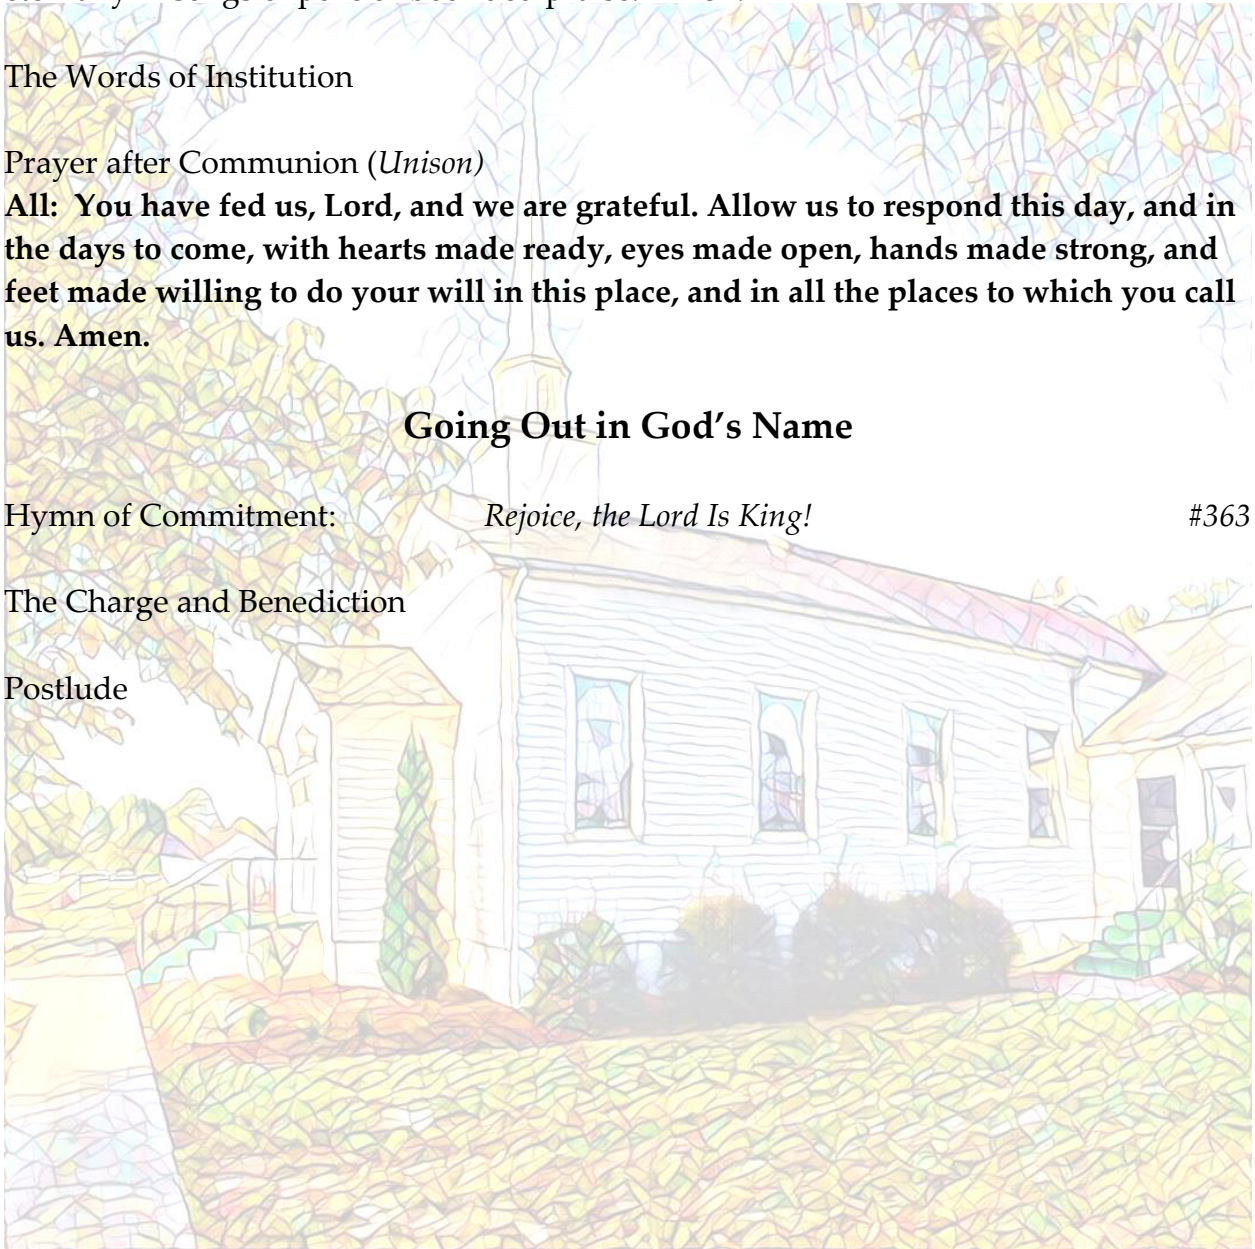 The Words of Institution
Prayer after Communion (Unison)
All: You have fed us, Lord, and we are grateful. Allow us to respond this day, and in
the days to come, with hearts made ready, eyes made open, hands made strong, and
feet made willing to do your will in this place, and in all the places to which you call
us. Amen.
Going Out in God's Name
Hymn of Commitment: Rejoice, the Lord Is King! #363
The Charge and Benediction
Postlude